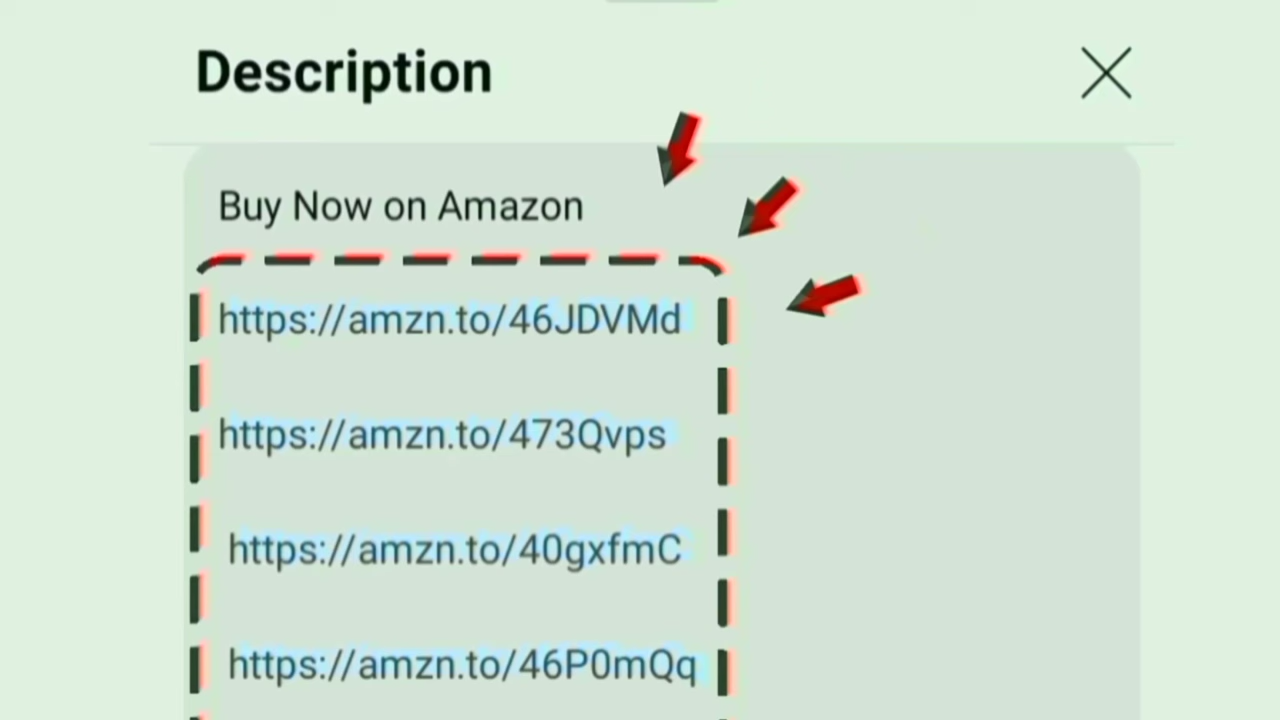 Description
Buy Now on Amazon
https://amzn.to/46JDVMd
https://amzn.to/473Qvps
https://amzn.to/40gxfmC
https://amzn.to/46P0mQq